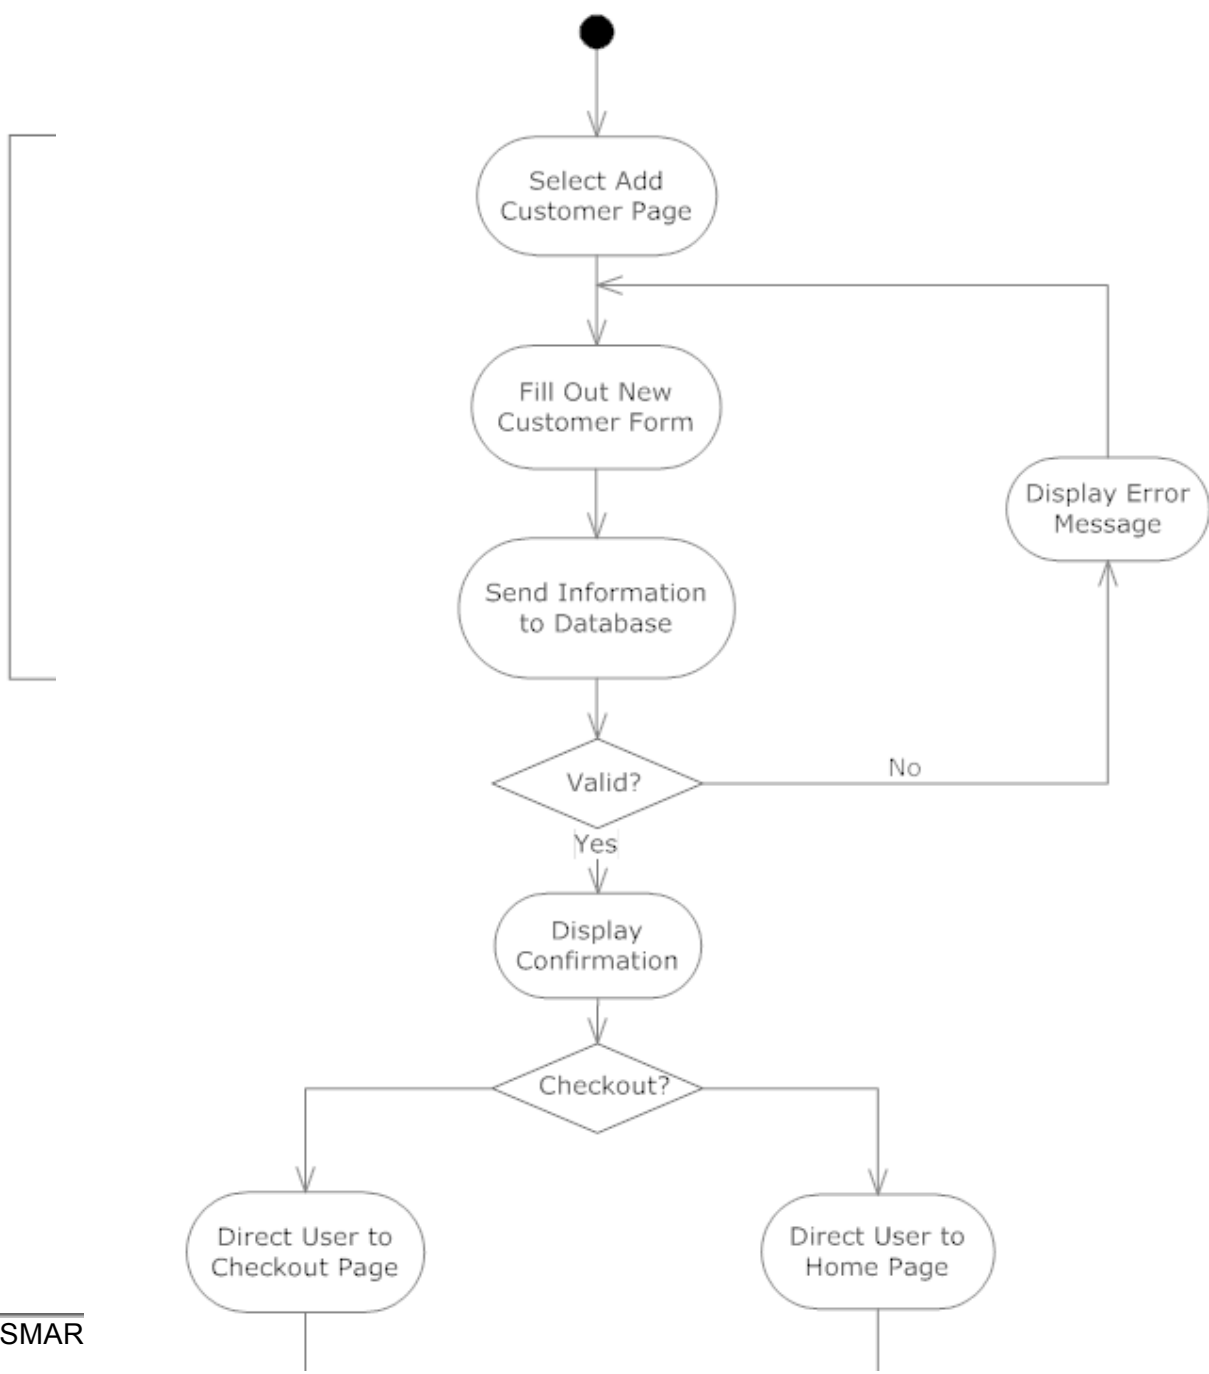 Select Add
Customer Page
Fill Out New
Customer Form
Display Error
Message
Send Information
to Database
Valid?
No
Yes
Display
Confirmation
Checkout?
Direct User to
Checkout Page
Direct User to
Home Page
SMAR